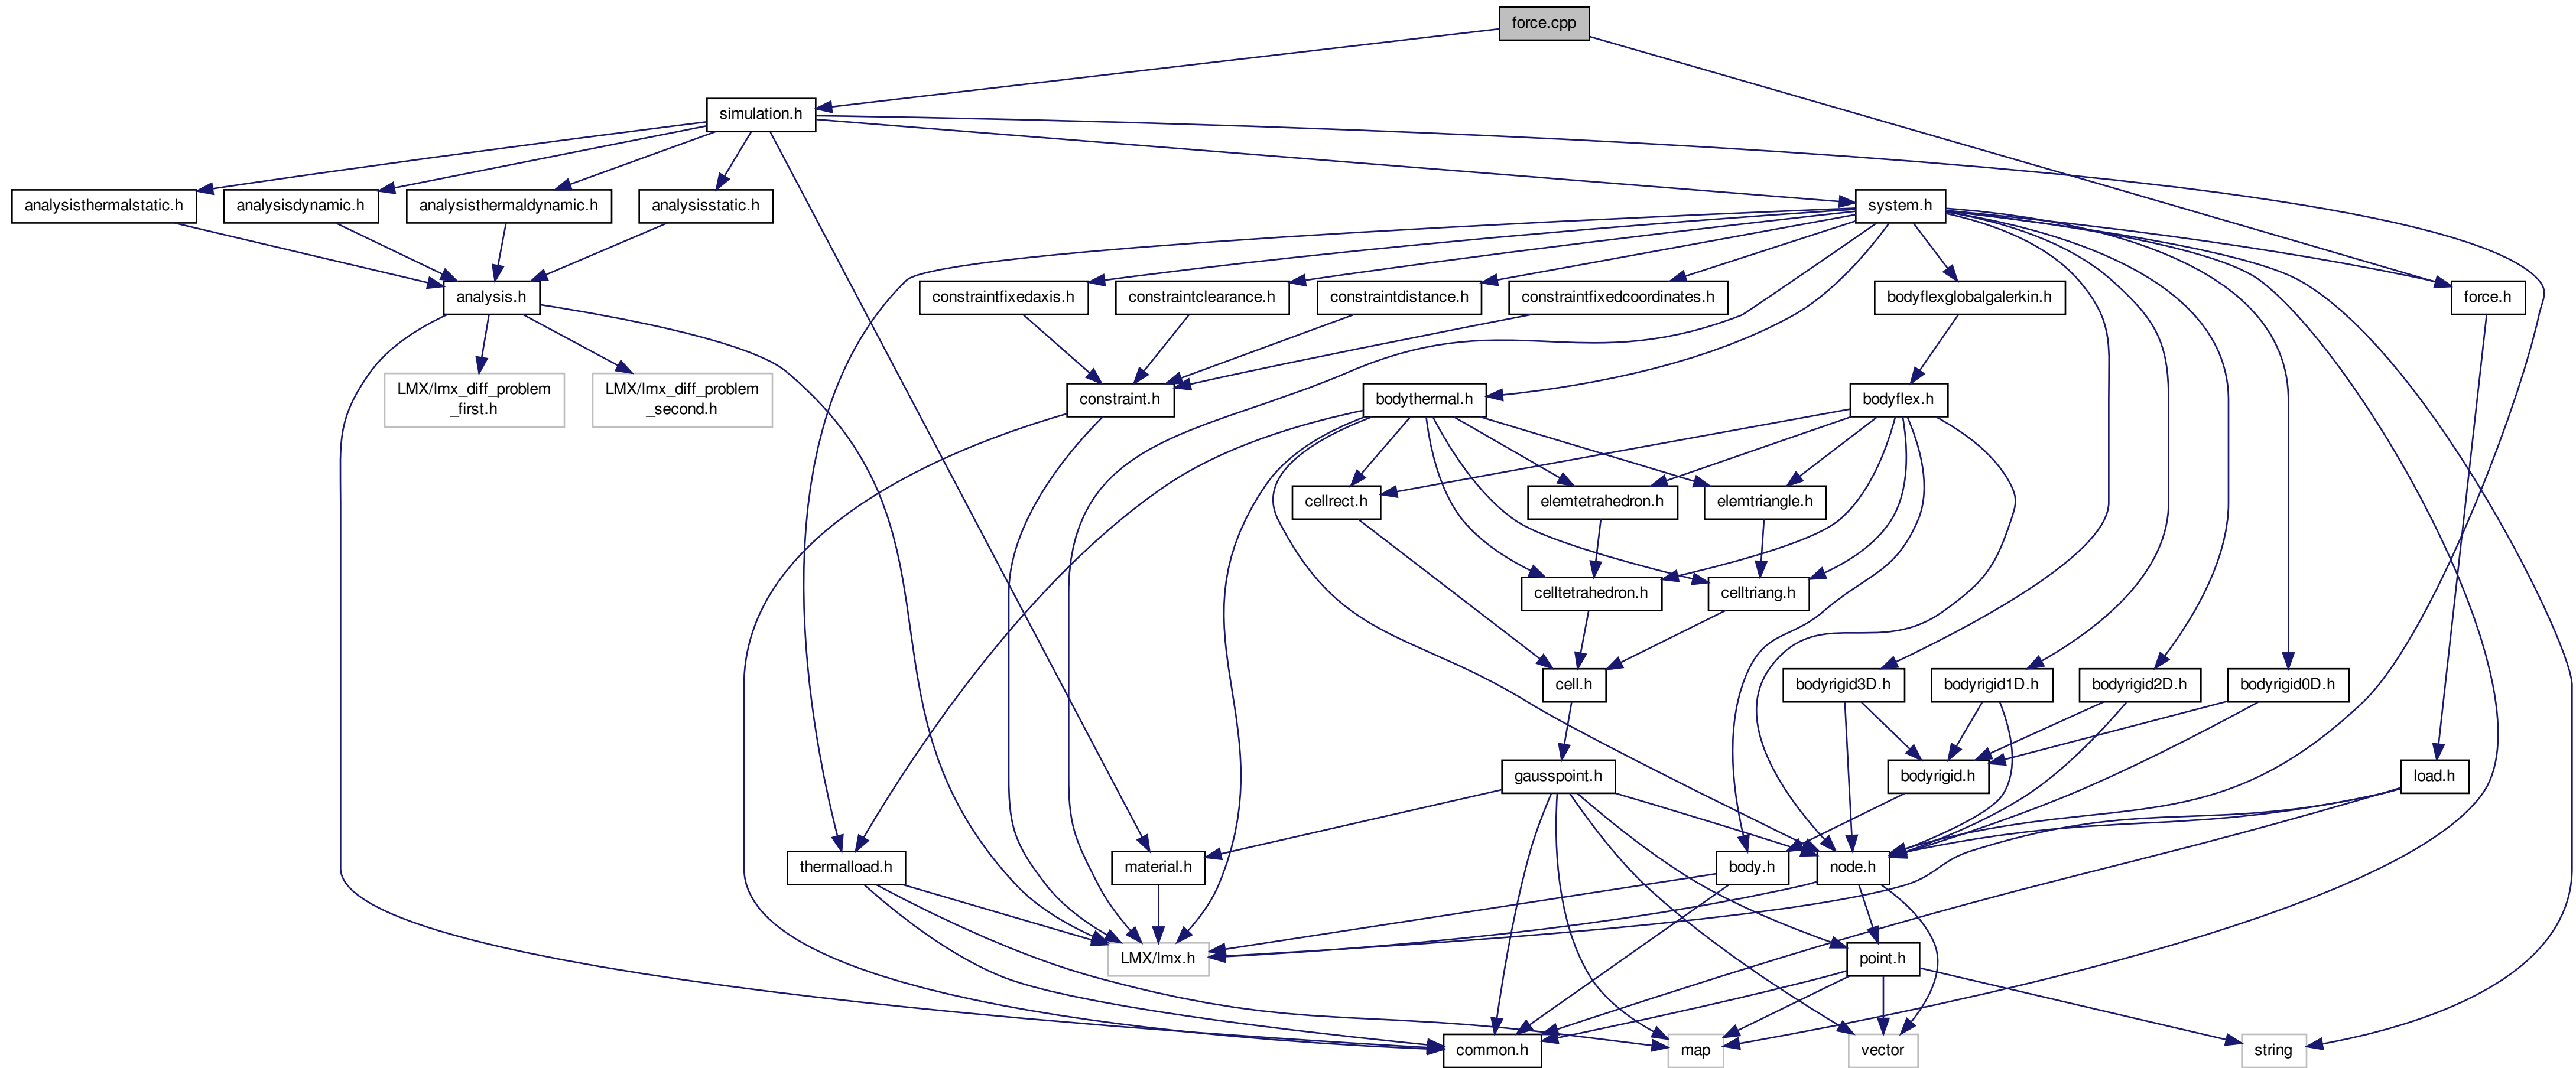 force.cpp
simulation.h
analysisthermalstatic.h
analysisdynamic.h
analysisthermaldynamic.h
analysisstatic.h
system.h
analysis.h
constraintfixedaxis.h
constraintclearance.h
constraintdistance.h
constraintfixedcoordinates.h
bodyflexglobalgalerkin.h
force.h
LMX/lmx_diff_problem
_first.h
LMX/lmx_diff_problem
_second.h
constraint.h
bodythermal.h
bodyflex.h
cellrect.h
elemtetrahedron.h
elemtriangle.h
celltetrahedron.h
celltriang.h
cell.h
bodyrigid3D.h
bodyrigid1D.h
bodyrigid2D.h
bodyrigid0D.h
gausspoint.h
bodyrigid.h
load.h
thermalload.h
material.h
body.h
node.h
LMX/lmx.h
point.h
common.h
map
vector
string